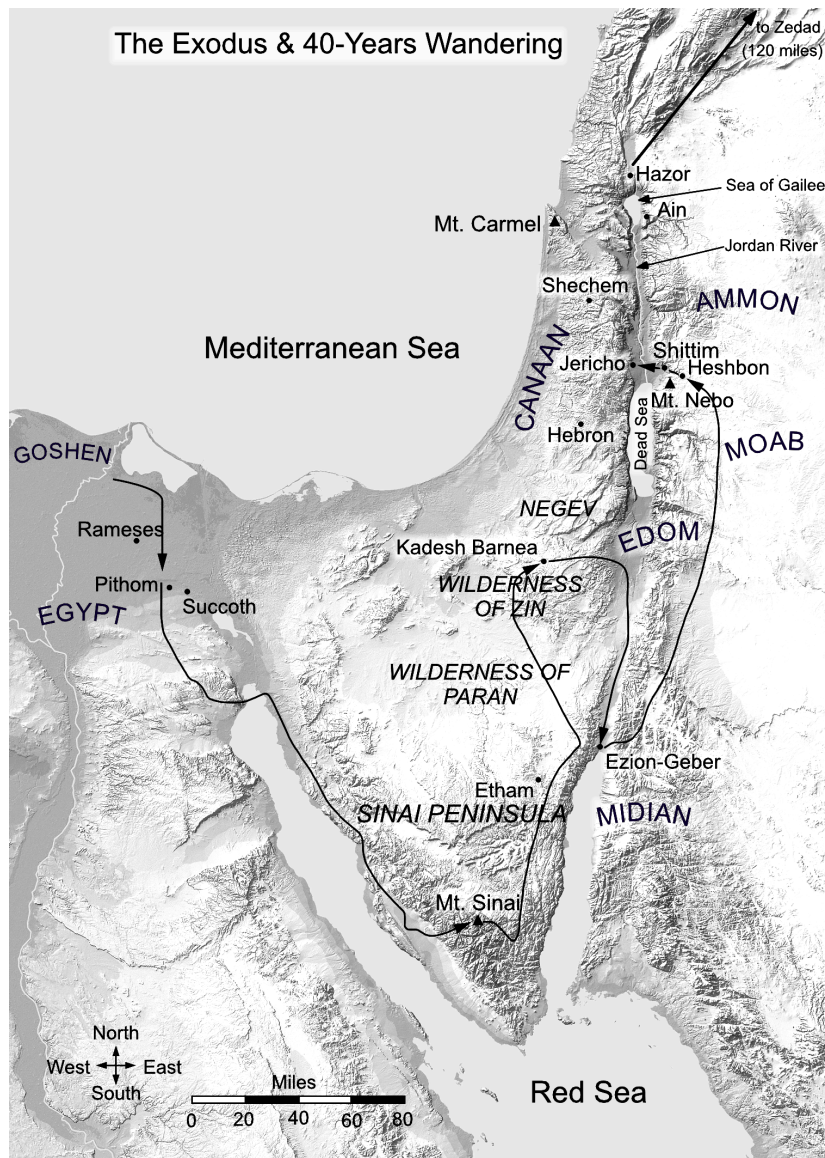 The Exodus & 40-Years Wandering
to Zedad
(120 miles)
Hazor
Sea of Gailee
Ain
Mt. Carmel
Jordan River
Shechem
AMMON
Mediterranean Sea
CANAAN
Jericho
Shittim
Heshbon
Mt. Nebo
Dead Sea
Hebron
MOAB
GOSHEN
NEGEV
Rameses
EDOM
Kadesh Barnea
WILDERNESS
OF ZIN
Pithom
Succoth
EGYPT
WILDERNESS OF
PARAN
Ezion-Geber
Etham
SINAI PENINSULA
MIDIAN
Mt. Sinai
North
West
East
South
Miles
0 20 40 60 80
Red Sea